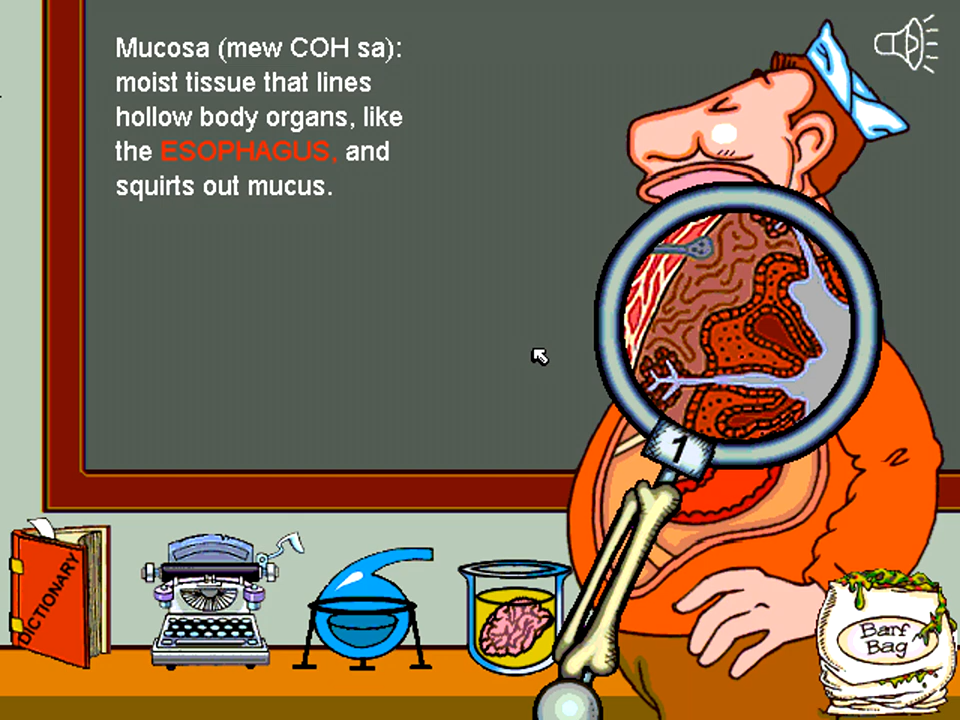 Mucosa (mew COH sa):
moist tissue that lines
hollow body organs, like
the ESOPHAGUS, and
squirts out mucus.
1
DICTIONARY
Barf
Bag